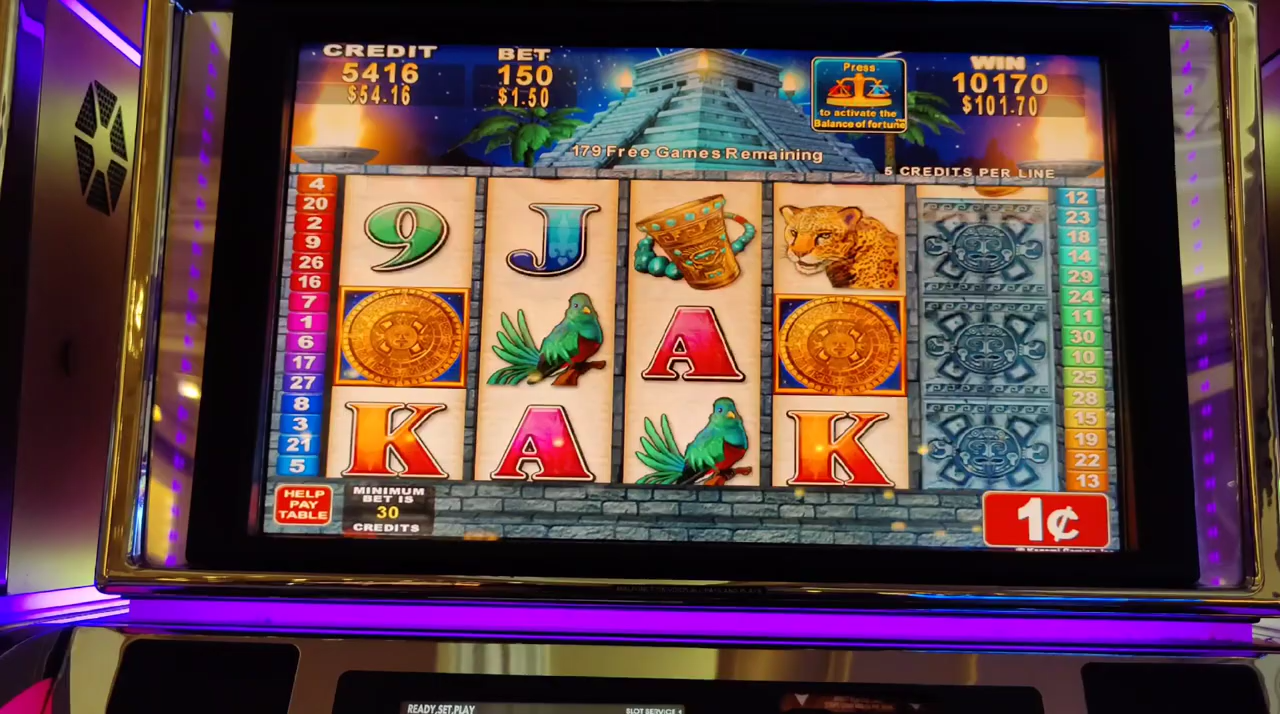 CREDIT
5416
$54.16
BET
150
$1.50
Press
to activate the
Balance of fortune
WIN
10170
$101.70
179 Free Games Remaining
5 CREDITS PER LINE
4
20
2
9
26
16
7
1
6
17
27
8
3
21
5
9
J
A
K
A
K
12
23
18
14
29
24
11
30
10
25
28
15
19
22
13
HELP
PAY
TABLE
MINIMUM
BET IS
30
CREDITS
1¢
READY,SET,PLAY
SLOT SERVICE